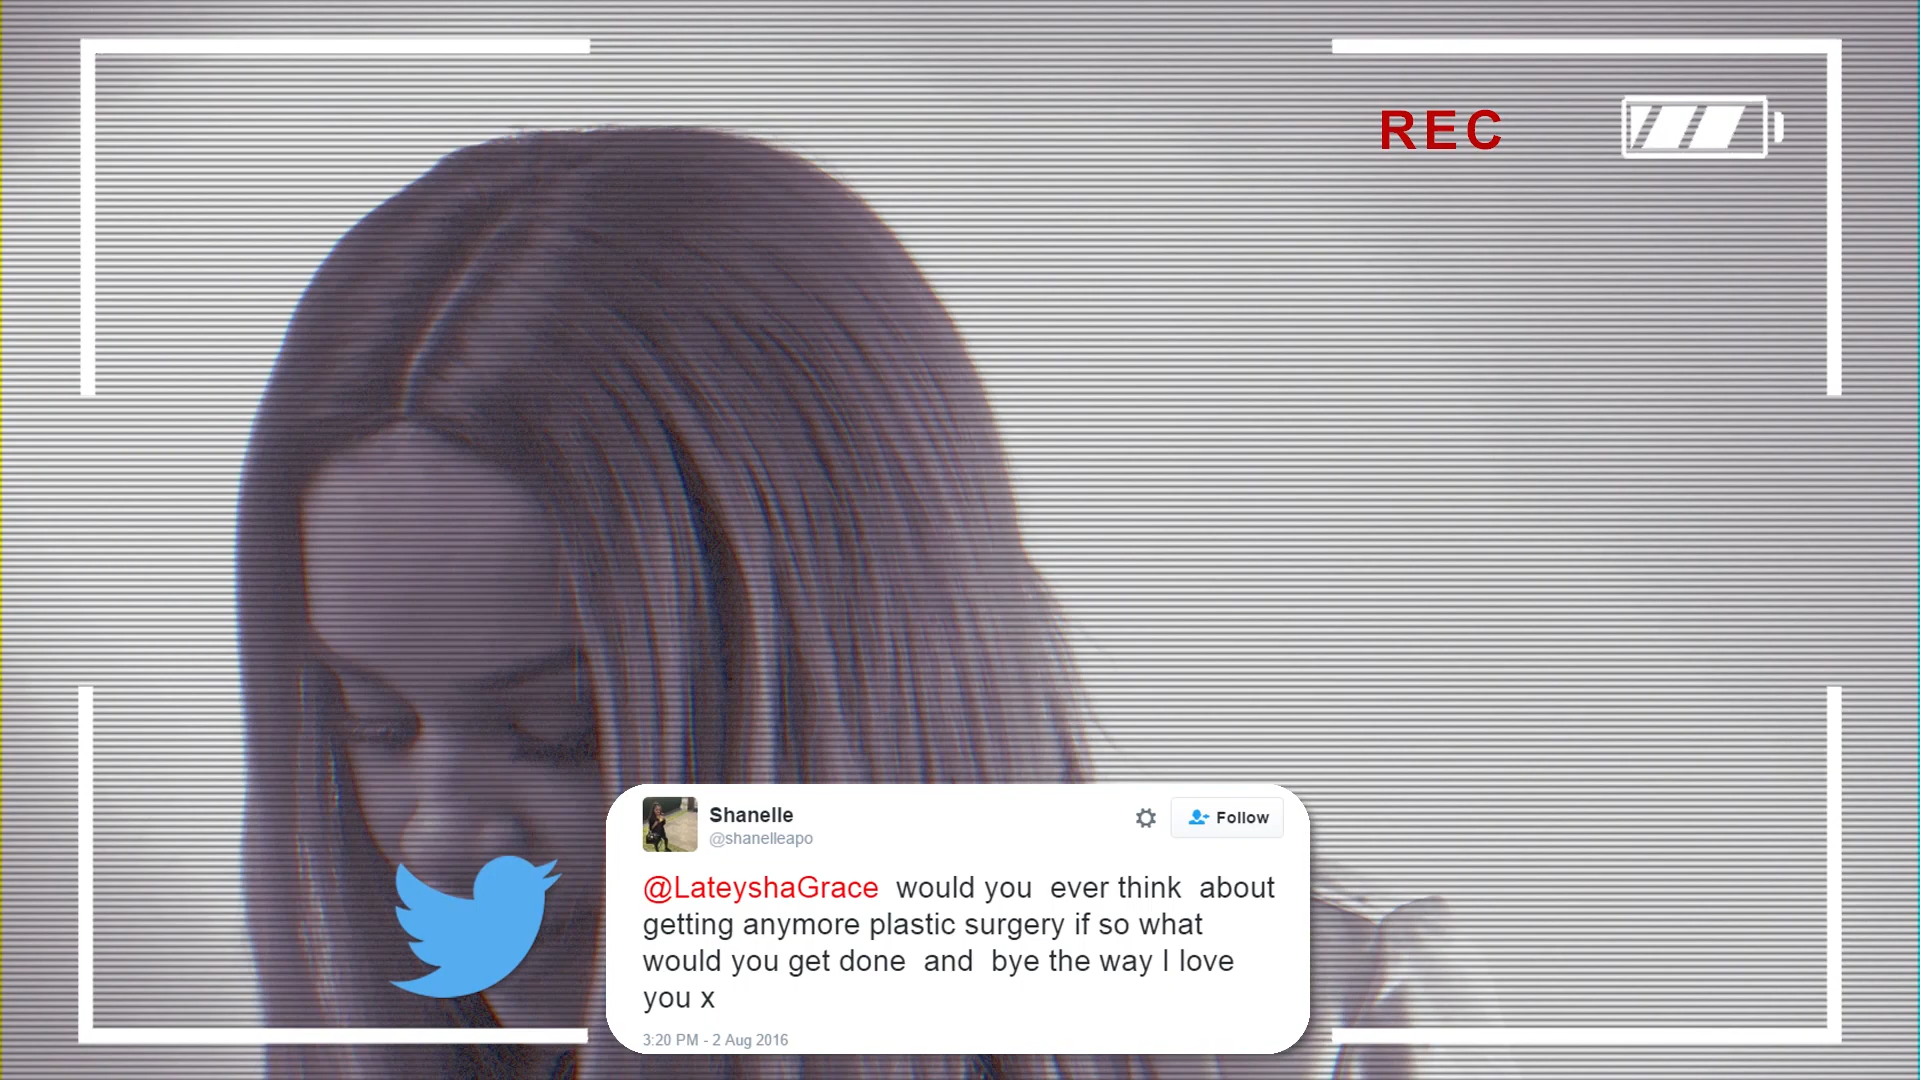 REC
Shanelle
@shanelleapo
Follow
@LateyshaGrace would you ever think about
getting anymore plastic surgery if so what
would you get done and bye the way I love
you x
3:20 PM - 2 Aug 2016